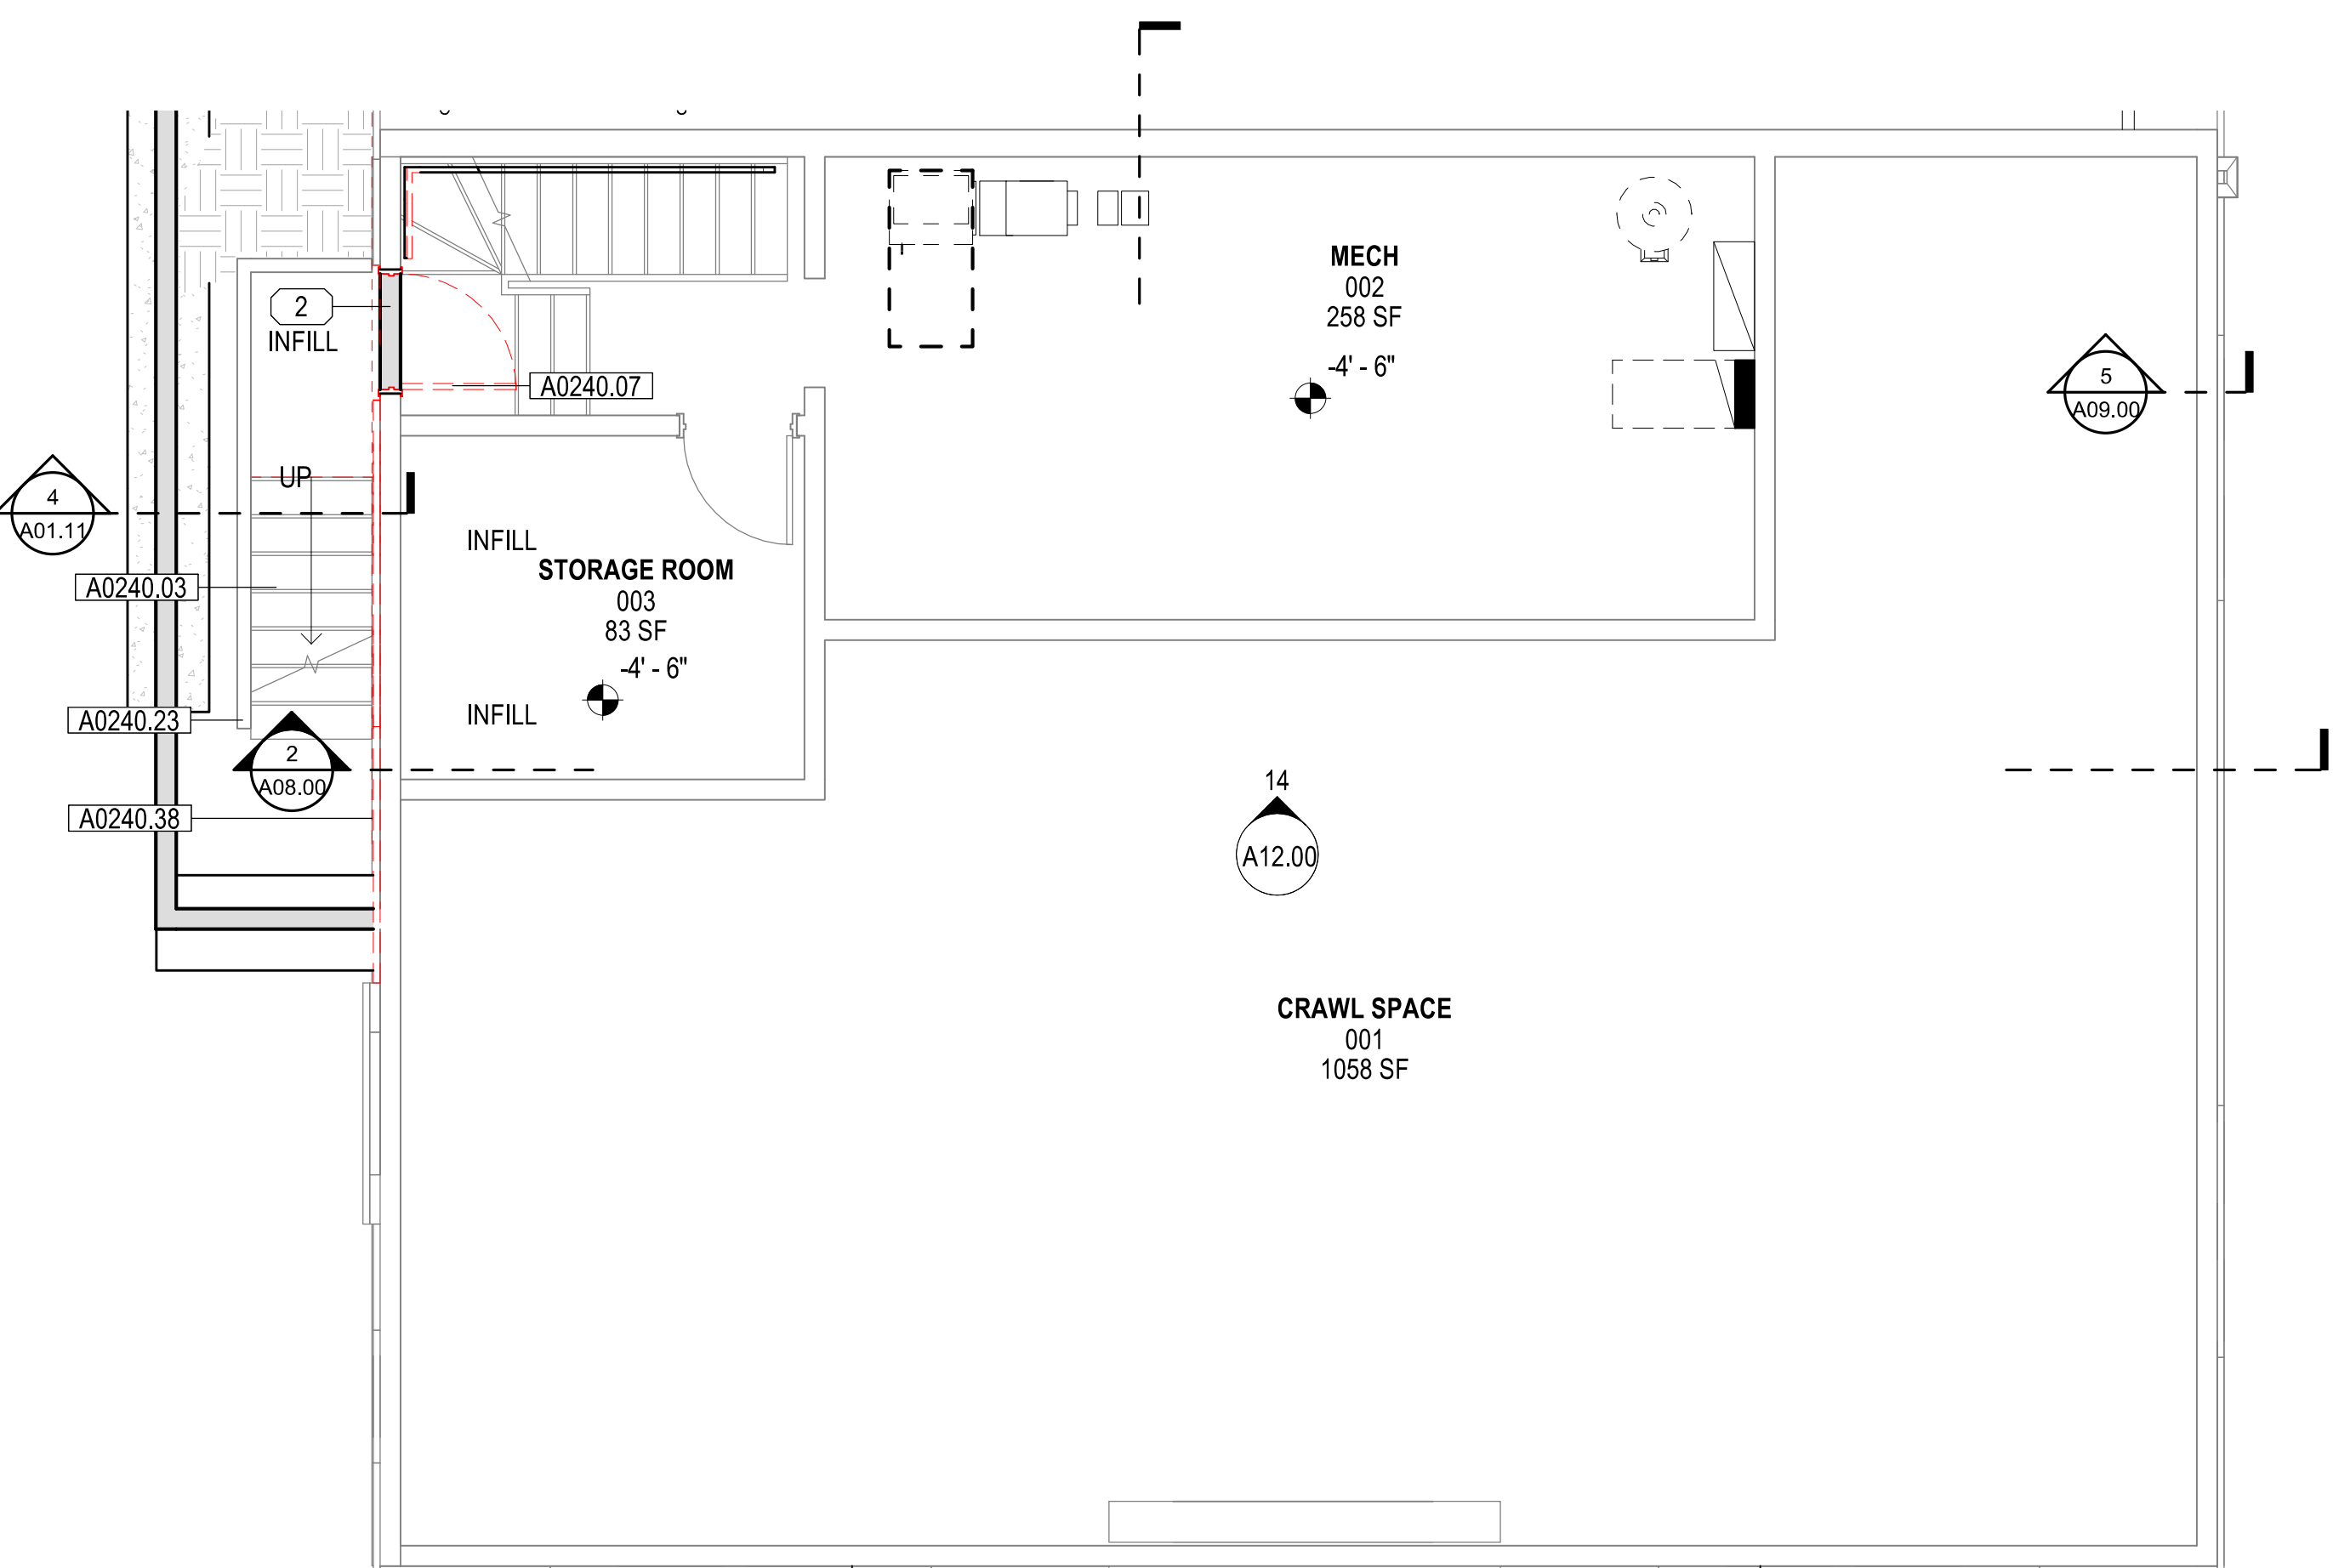 MECH
002
258 SF
-4' - 6"
2
INFILL
A0240.07
5
A09.00
UP
4
A01.11
INFILL
STORAGE ROOM
003
83 SF
-4' - 6"
A0240.03
INFILL
A0240.23
2
A08.00
A0240.38
14
A12.00
CRAWL SPACE
001
1058 SF